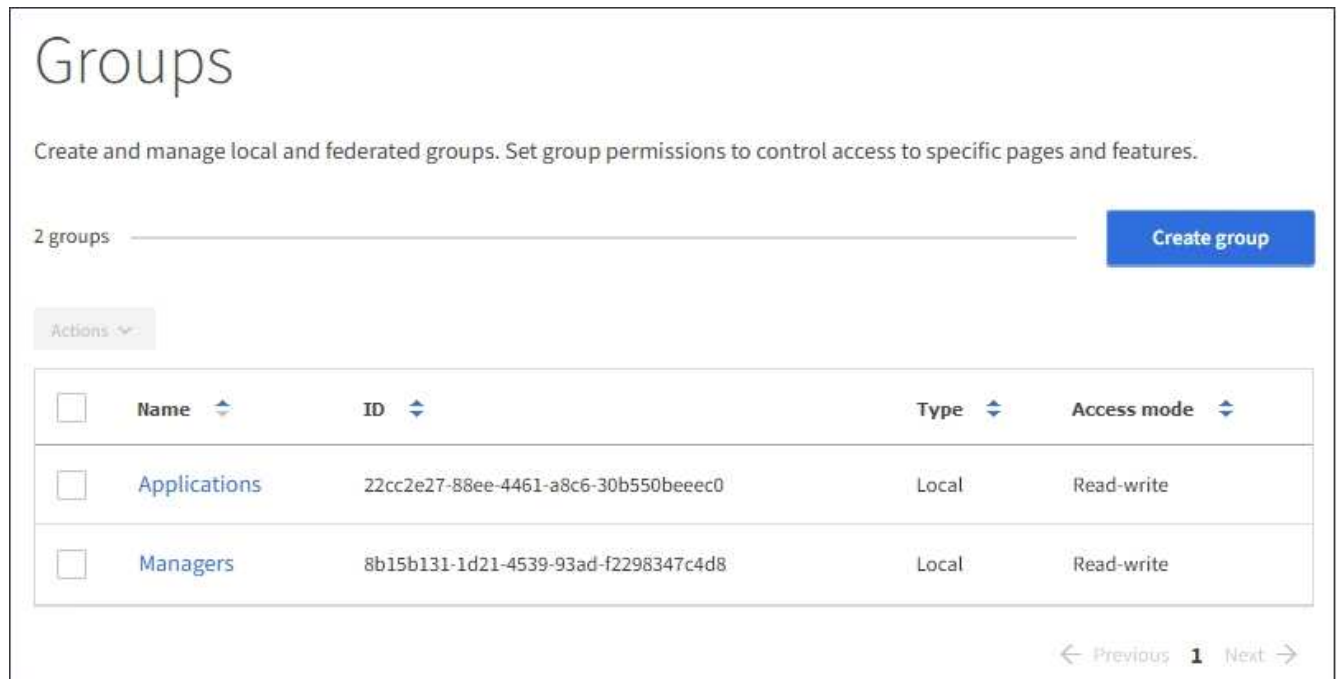 Groups
Create and manage local and federated groups. Set group permissions to control access to specific pages and features.
2 groups
Create group
Actions
Name ID Type Access mode
Applications 22cc2e27-88ee-4461-a8c6-30b550beeec0 Local Read-write
Managers 8b15b131-1d21-4539-93ad-f2298347c4d8 Local Read-write
← Previous 1 Next →